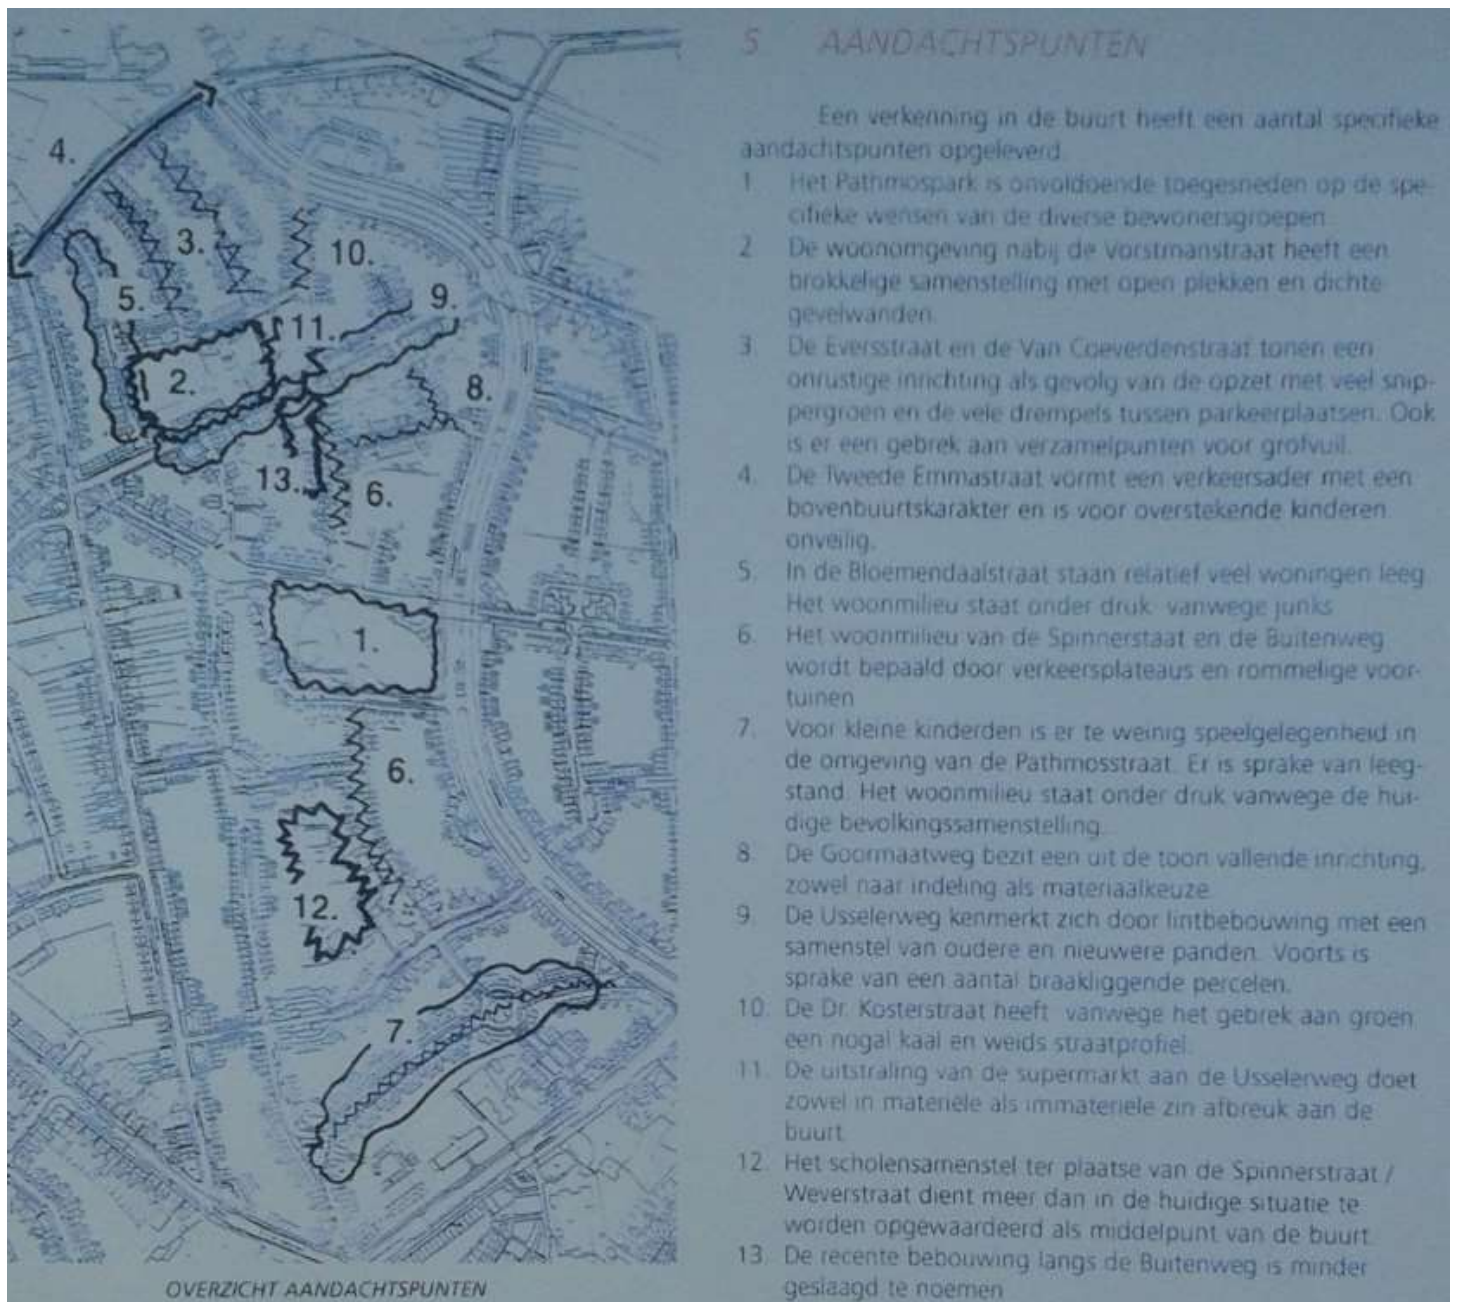 5 AANDACHTSPUNTEN
Een verkenning in de buurt heeft een aantal specifieke
aandachtspunten opgeleverd.
1 Het Pathmospark is onvoldoende toegesneden op de spe-
cifieke wensen van de diverse bewonersgroepen.
2 De woonomgeving nabij de Vorstmanstraat heeft een
brokkelige samenstelling met open plekken en dichte
gevelwanden.
3. De Eversstraat en de Van Coeverdenstraat tonen een
onrustige inrichting als gevolg van de opzet met veel snip-
pergroen en de vele drempels tussen parkeerplaatsen. Ook
is er een gebrek aan verzamelpunten voor grofvuil.
4. De Tweede Emmastraat vormt een verkeersader met een
bovenbuurtskarakter en is voor overstekende kinderen
onveilig.
5. In de Bloemendaalstraat staan relatief veel woningen leeg
Het woonmilieu staat onder druk vanwege junks
6. Het woonmilieu van de Spinnerstaat en de Buitenweg
wordt bepaald door verkeersplateaus en rommelige voor-
tuinen
7. Voor kleine kinderden is er te weinig speelgelegenheid in
de omgeving van de Pathmosstraat. Er is sprake van leeg-
stand. Het woonmilieu staat onder druk vanwege de hui-
dige bevolkingssamenstelling.
8. De Goormaatweg bezit een uit de toon vallende inrichting,
zowel naar indeling als materiaalkeuze.
9. De Usselerweg kenmerkt zich door lintbebouwing met een
samenstel van oudere en nieuwere panden. Voorts is
sprake van een aantal braakliggende percelen.
10. De Dr. Kosterstraat heeft vanwege het gebrek aan groen
een nogal kaal en weids straatprofiel.
11. De uitstraling van de supermarkt aan de Usselerweg doet
zowel in materiële als immateriele zin afbreuk aan de
buurt.
12. Het scholensamenstel ter plaatse van de Spinnerstraat /
Weverstraat dient meer dan in de huidige situatie te
worden opgewaardeerd als middelpunt van de buurt.
13. De recente bebouwing langs de Buitenweg is minder
geslaagd te noemen
4.
3.
10.
5.
9.
11.
2.
8.
13.
6.
1.
6.
12.
7.
OVERZICHT AANDACHTSPUNTEN